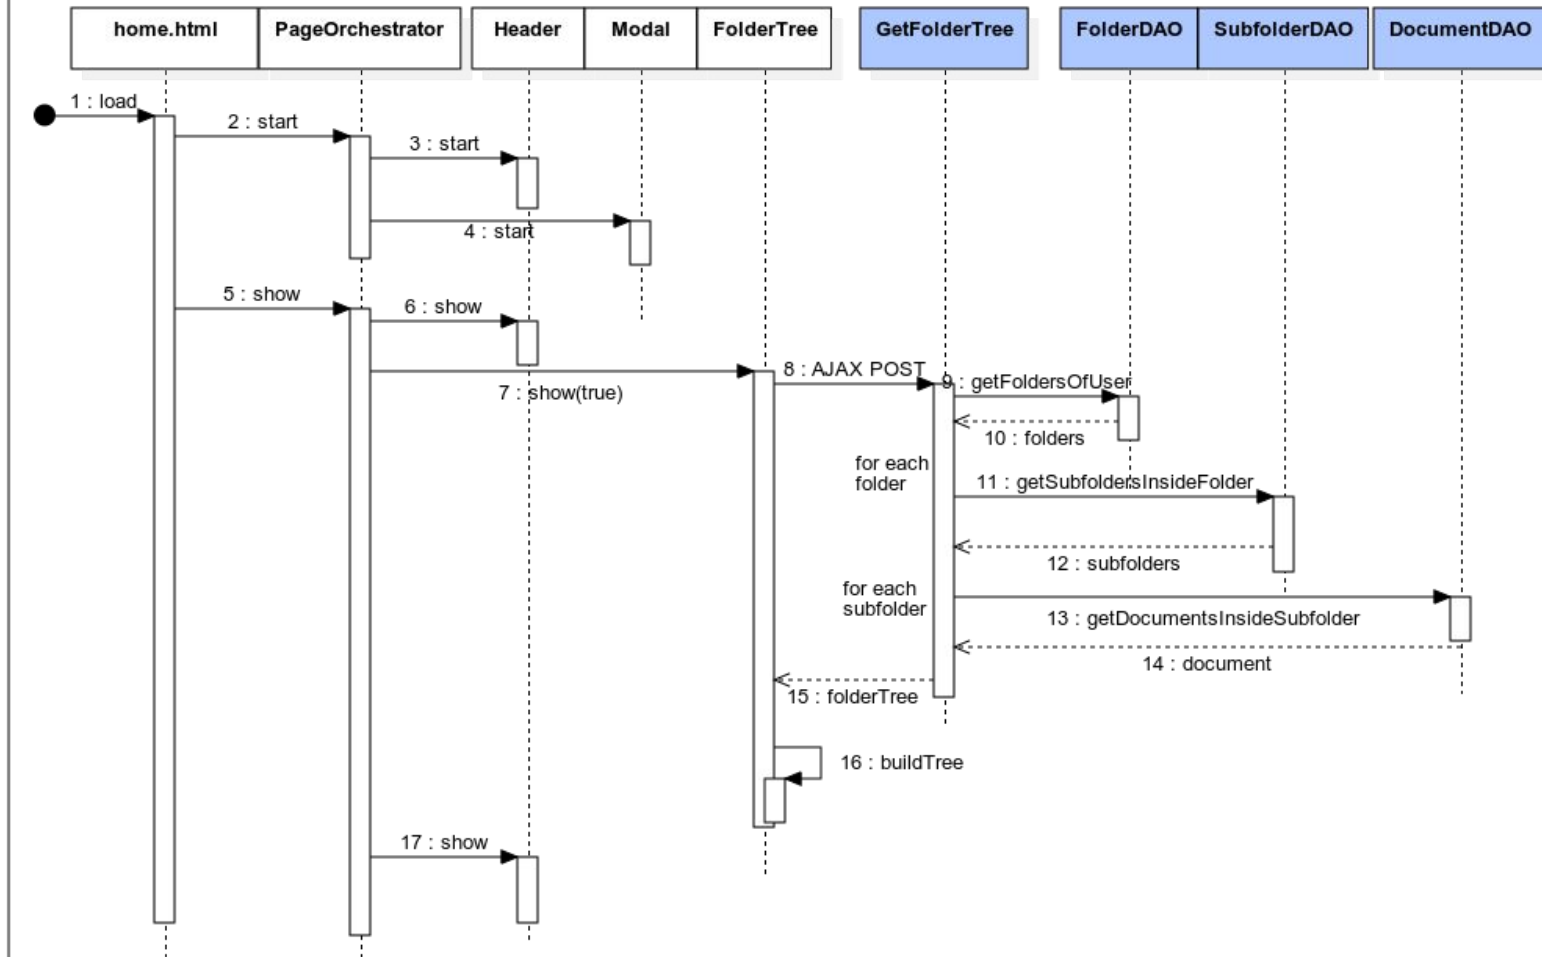 home.html
PageOrchestrator
Header
Modal
FolderTree
GetFolderTree
FolderDAO
SubfolderDAO
DocumentDAO
1 : load
2 : start
3 : start
4 : start
5 : show
6 : show
7 : show(true)
8 : AJAX POST
9 : getFoldersOfUser
10 : folders
for each
folder
11 : getSubfoldersInsideFolder
12 : subfolders
for each
subfolder
13 : getDocumentsInsideSubfolder
14 : document
15 : folderTree
16 : buildTree
17 : show